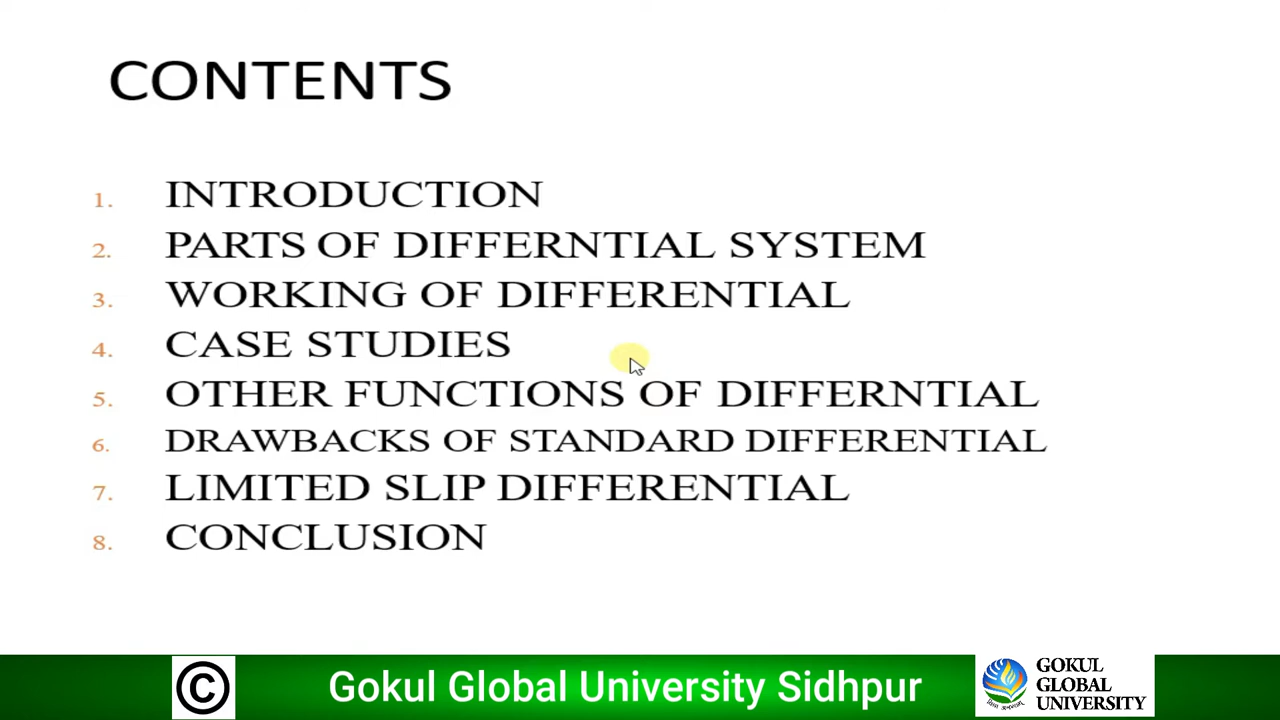 CONTENTS
1. INTRODUCTION
2. PARTS OF DIFFERNTIAL SYSTEM
3. WORKING OF DIFFERENTIAL
4. CASE STUDIES
5. OTHER FUNCTIONS OF DIFFERNTIAL
6. DRAWBACKS OF STANDARD DIFFERENTIAL
7. LIMITED SLIP DIFFERENTIAL
8. CONCLUSION
©
Gokul Global University Sidhpur
GOKUL
GLOBAL
UNIVERSITY